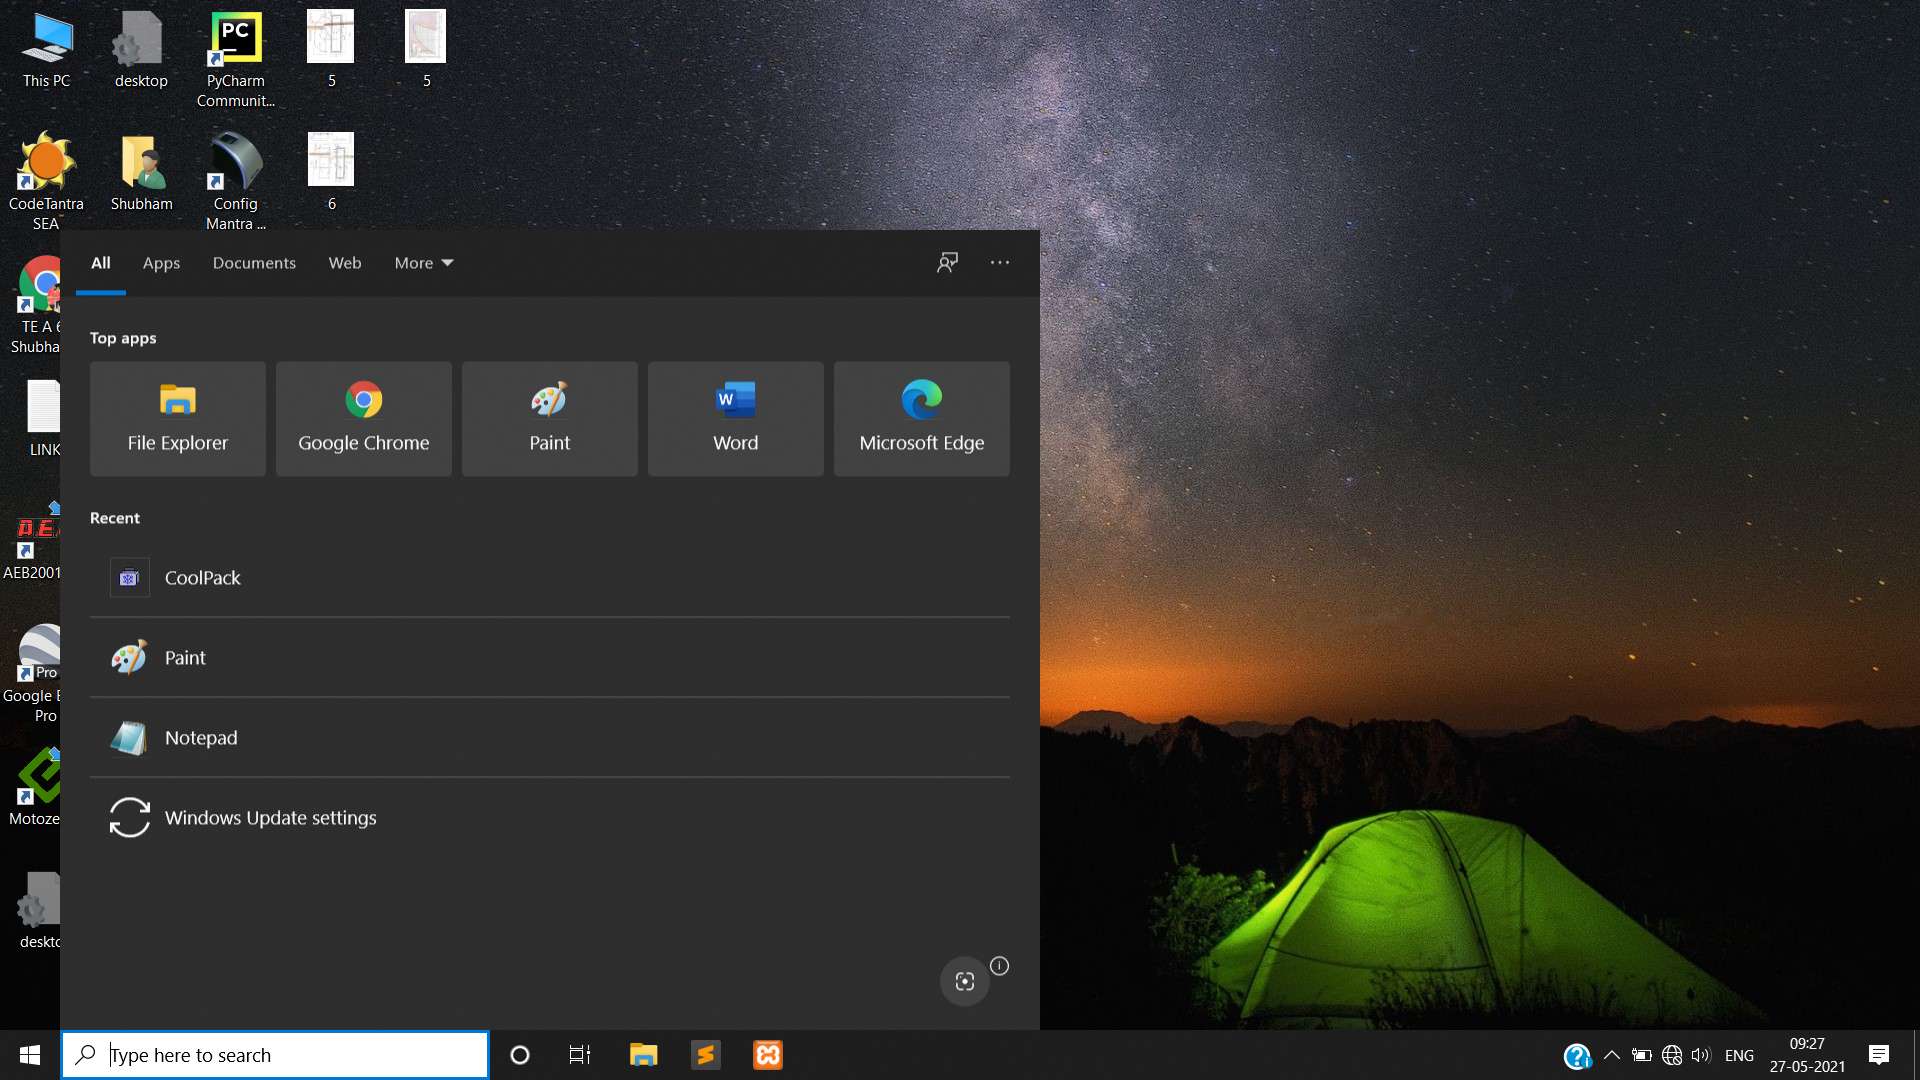 This PC
desktop
PC
PyCharm
Communit...
5
5
CodeTantra
SEA
Shubham
Config
Mantra ...
6
All
Apps
Documents
Web
More
TE A 6
Shubha
Top apps
File Explorer
Google Chrome
W
Paint
Word
Microsoft Edge
LINK
Recent
CoolPack
AEB2001
Paint
Pro
Google E
Pro
Notepad
Motoze
Windows Update settings
deskto
Type here to search
ENG
09:27
27-05-2021